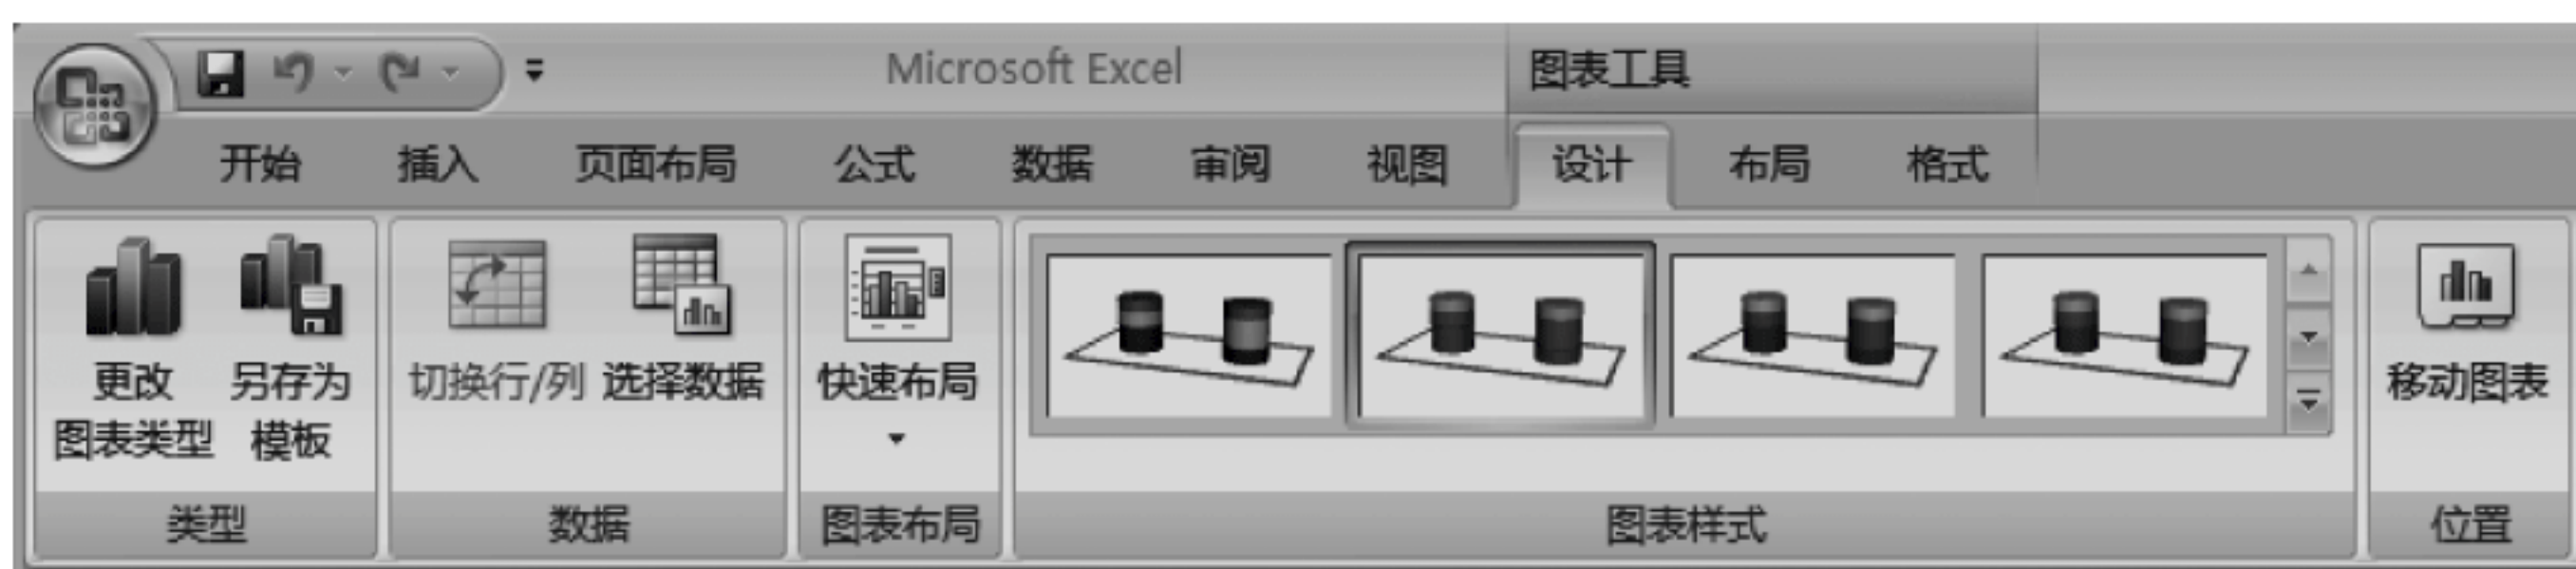 Microsoft Excel 图表工具
开始 插入 页面布局 公式 数据 审阅 视图 设计 布局 格式
更改 另存为 切换行/列 选择数据 快速布局 移动图表
图表类型 模板
类型 数据 图表布局 图表样式 位置